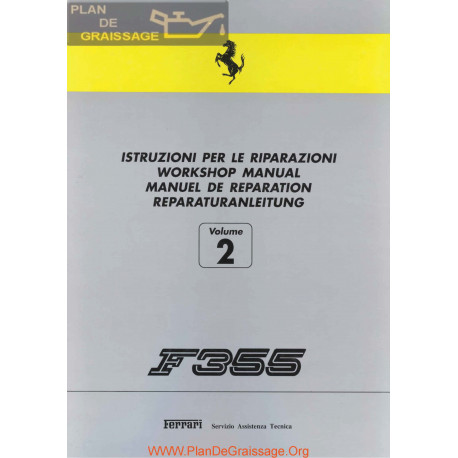 PLAN
DE
GRAISSAGE
ISTRUZIONI PER LE RIPARAZIONI
WORKSHOP MANUAL
MANUEL DE REPARATION
REPARATURANLEITUNG
Volume
2
F355
Ferrari Servizio Assistenza Tecnica
www.PlanDeGraissage.Org